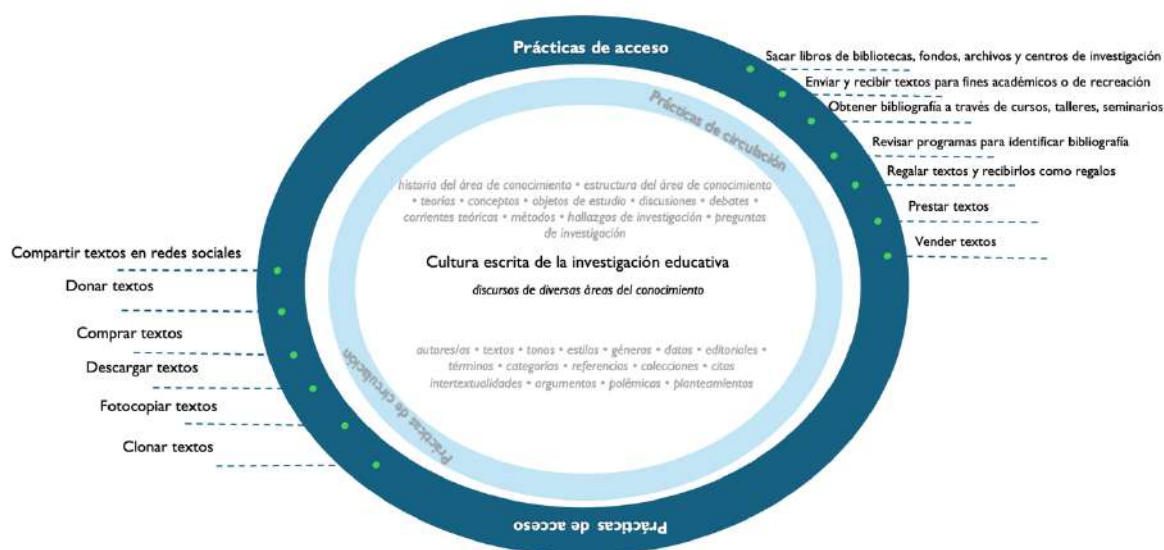 Prácticas de acceso
Sacar libros de bibliotecas, fondos, archivos y centros de investigación
Enviar y recibir textos para fines académicos o de recreación
Obtener bibliografía a través de cursos, talleres, seminarios
Revisar programas para identificar bibliografía
Regalar textos y recibirlos como regalos
Prestar textos
Vender textos
Prácticas de circulación
historia del área de conocimiento • estructura del área de conocimiento
• teorías • conceptos • objetos de estudio • discusiones • debates •
corrientes teóricas • métodos • hallazgos de investigación • preguntas
de investigación
Cultura escrita de la investigación educativa
discursos de diversas áreas del conocimiento
autores/as • textos • tonos • estilos • géneros • datos • editoriales •
términos • categorías • referencias • colecciones • citas
intertextualidades • argumentos • polémicas • planteamientos
Compartir textos en redes sociales
Donar textos
Comprar textos
Descargar textos
Fotocopiar textos
Clonar textos
Prácticas de circulación
Prácticas de acceso